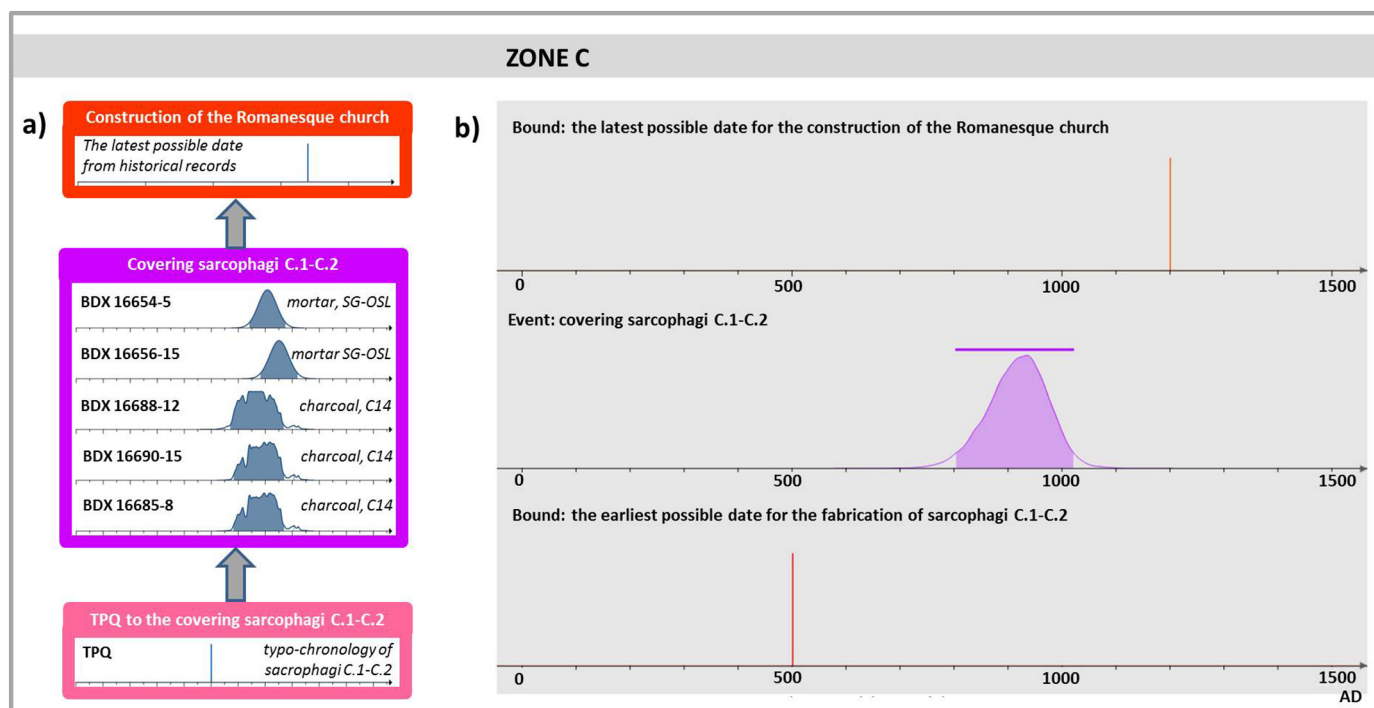 ZONE C
a)
Construction of the Romanesque church
The latest possible date
from historical records
Covering sarcophagi C.1-C.2
BDX 16654-5 mortar, SG-OSL
BDX 16656-15 mortar SG-OSL
BDX 16688-12 charcoal, C14
BDX 16690-15 charcoal, C14
BDX 16685-8 charcoal, C14
TPQ to the covering sarcophagi C.1-C.2
TPQ typo-chronology of
sacrophagi C.1-C.2
b)
Bound: the latest possible date for the construction of the Romanesque church
0 500 1000 1500
Event: covering sarcophagi C.1-C.2
0 500 1000 1500
Bound: the earliest possible date for the fabrication of sarcophagi C.1-C.2
0 500 1000 1500
AD